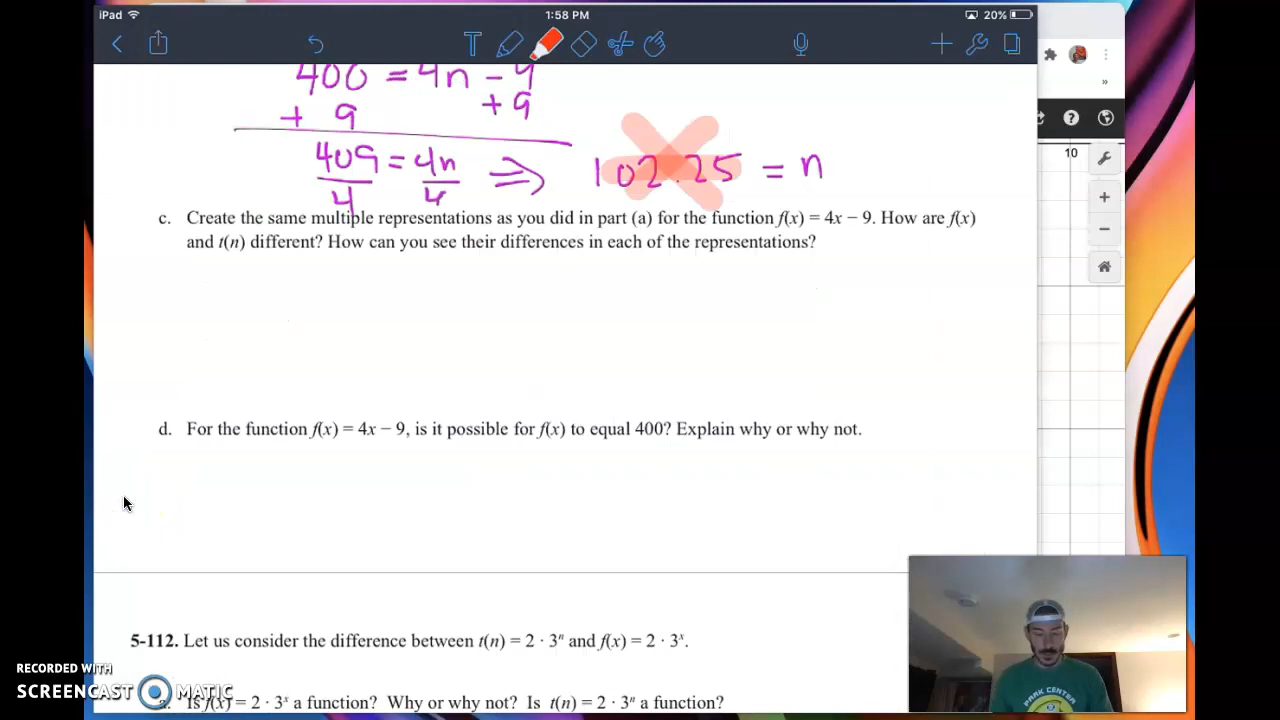 iPad
1:58 PM
20%
400 = 4n - 9
+ 9 + 9
409 = 4n ⇒ 102.25 = n
4 4
c. Create the same multiple representations as you did in part (a) for the function f(x) = 4x − 9. How are f(x)
and t(n) different? How can you see their differences in each of the representations?
d. For the function f(x) = 4x − 9, is it possible for f(x) to equal 400? Explain why or why not.
5-112. Let us consider the difference between t(n) = 2 · 3ⁿ and f(x) = 2 · 3ˣ.
Is f(x) = 2 · 3ˣ a function? Why or why not? Is t(n) = 2 · 3ⁿ a function?
10
PARK CENTER
RECORDED WITH
SCREENCAST MATIC